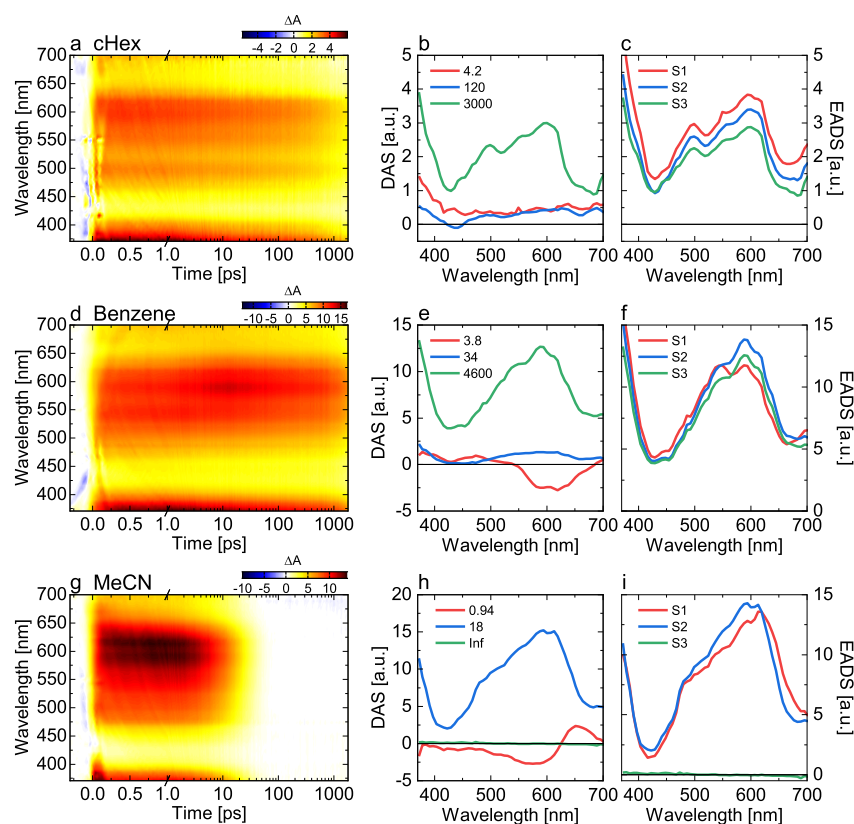 ΔA
a cHex
-4 -2 0 2 4
b
c
700
650
600
550
500
450
400
Wavelength [nm]
0.0 0.5 1.0 10 100 1000
Time [ps]
5
4
3
2
1
0
DAS [a.u.]
4.2
120
3000
400 500 600 700
Wavelength [nm]
S1
S2
S3
5
4
3
2
1
0
EADS [a.u.]
400 500 600 700
Wavelength [nm]
ΔA
d Benzene
-10 -5 0 5 10 15
e
f
700
650
600
550
500
450
400
Wavelength [nm]
0.0 0.5 1.0 10 100 1000
Time [ps]
15
10
5
0
-5
DAS [a.u.]
3.8
34
4600
400 500 600 700
Wavelength [nm]
S1
S2
S3
15
10
5
0
EADS [a.u.]
400 500 600 700
Wavelength [nm]
ΔA
g MeCN
-10 -5 0 5 10
h
i
700
650
600
550
500
450
400
Wavelength [nm]
0.0 0.5 1.0 10 100 1000
Time [ps]
20
15
10
5
0
-5
DAS [a.u.]
0.94
18
Inf
400 500 600 700
Wavelength [nm]
S1
S2
S3
15
10
5
0
EADS [a.u.]
400 500 600 700
Wavelength [nm]